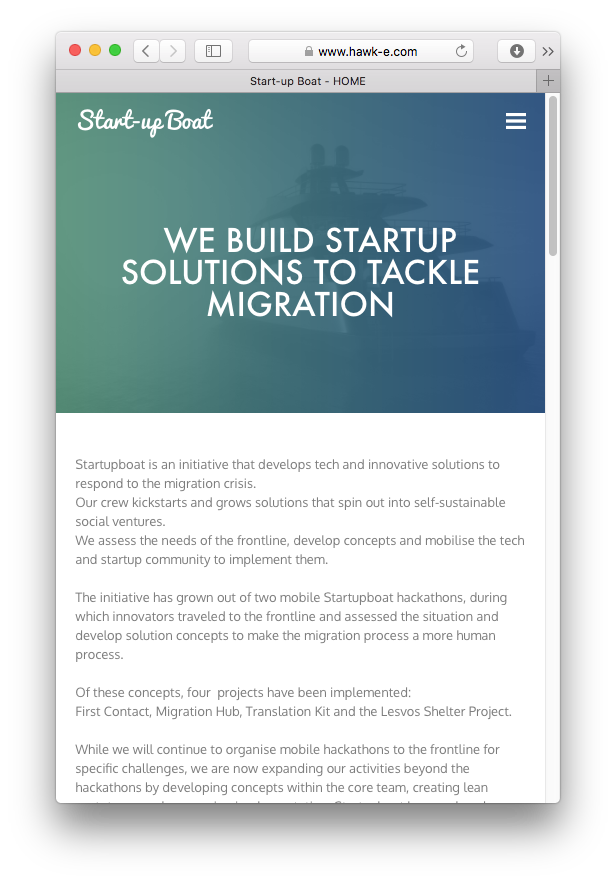 www.hawk-e.com
Start-up Boat - HOME
Start-up Boat
WE BUILD STARTUP
SOLUTIONS TO TACKLE
MIGRATION
Startupboat is an initiative that develops tech and innovative solutions to
respond to the migration crisis.
Our crew kickstarts and grows solutions that spin out into self-sustainable
social ventures.
We assess the needs of the frontline, develop concepts and mobilise the tech
and startup community to implement them.
The initiative has grown out of two mobile Startupboat hackathons, during
which innovators traveled to the frontline and assessed the situation and
develop solution concepts to make the migration process a more human
process.
Of these concepts, four  projects have been implemented:
First Contact, Migration Hub, Translation Kit and the Lesvos Shelter Project.
While we will continue to organise mobile hackathons to the frontline for
specific challenges, we are now expanding our activities beyond the
hackathons by developing concepts within the core team, creating lean